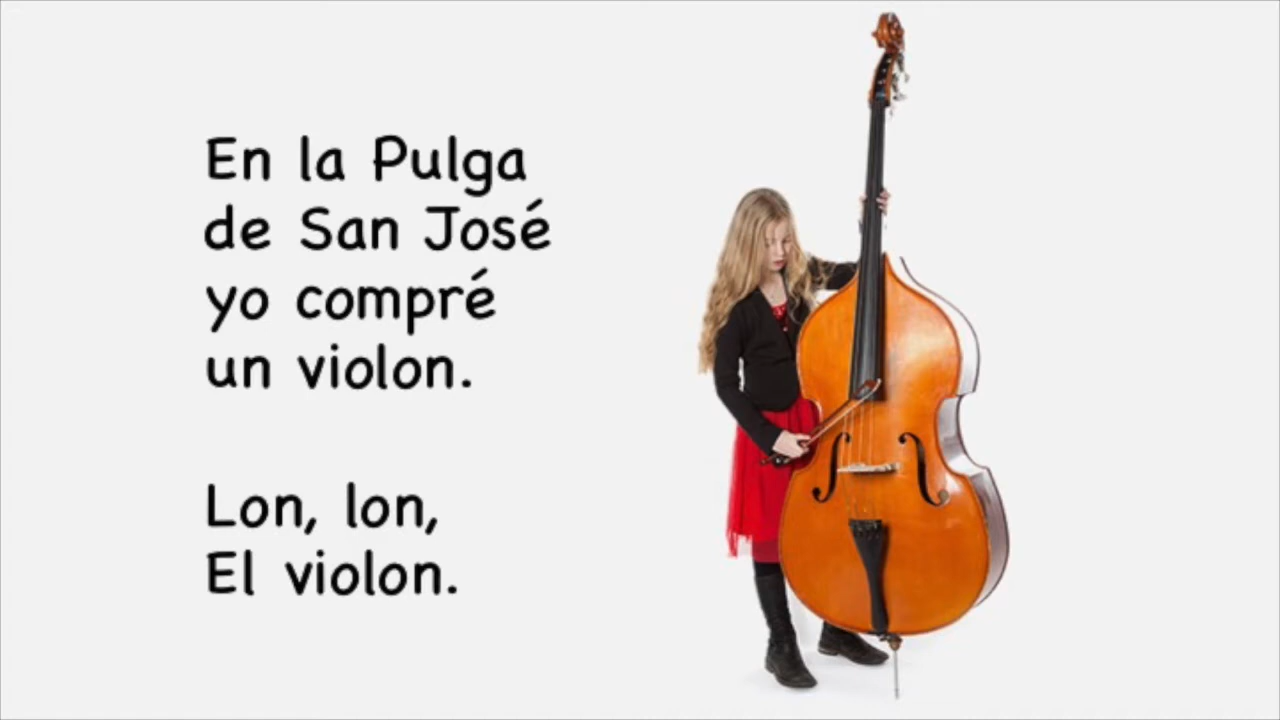 En la Pulga
de San José
yo compré
un violon.
Lon, lon,
El violon.